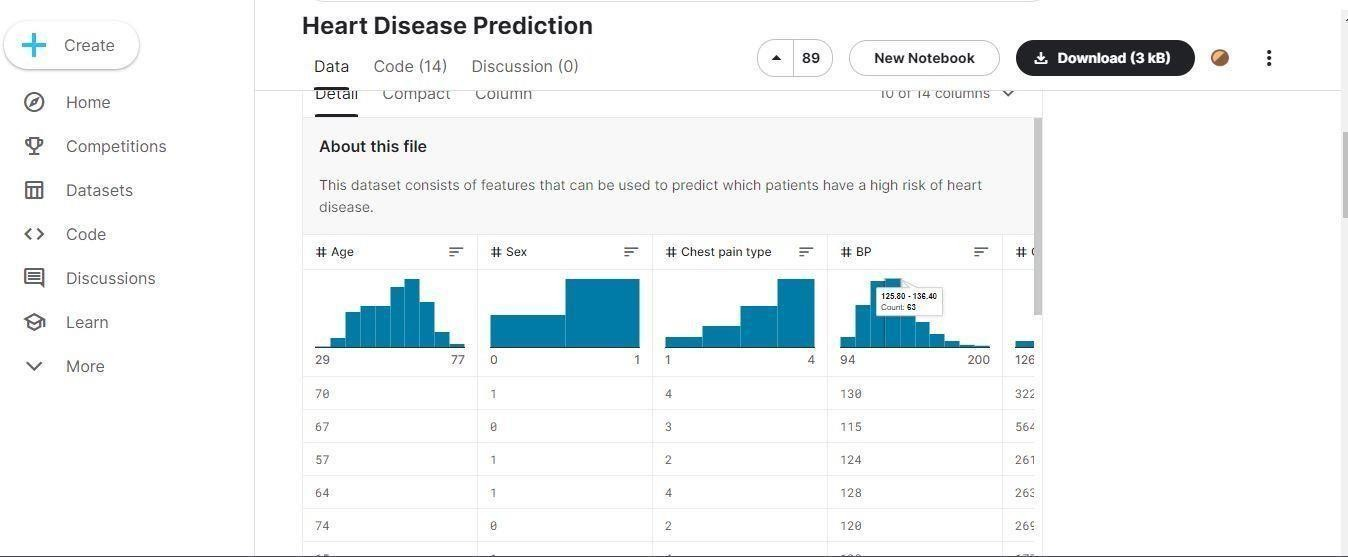 Heart Disease Prediction
Create
Data Code (14) Discussion (0)
89
New Notebook
Download (3 kB)
Home
Competitions
Datasets
Code
Discussions
Learn
More
Detail Compact Column
10 of 14 columns
About this file
This dataset consists of features that can be used to predict which patients have a high risk of heart
disease.
# Age # Sex # Chest pain type # BP #
125.80 - 136.40
Count: 63
29 77 0 1 1 4 94 200 126
70 1 4 130 322
67 0 3 115 564
57 1 2 124 261
64 1 4 128 263
74 0 2 120 269